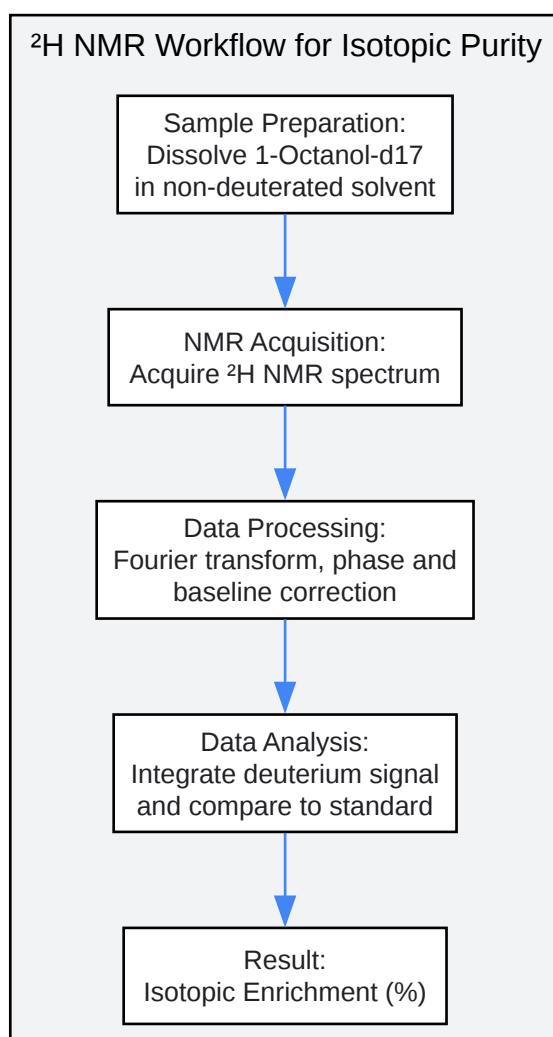 ²H NMR Workflow for Isotopic Purity
Sample Preparation:
Dissolve 1-Octanol-d17
in non-deuterated solvent
NMR Acquisition:
Acquire ²H NMR spectrum
Data Processing:
Fourier transform, phase and
baseline correction
Data Analysis:
Integrate deuterium signal
and compare to standard
Result:
Isotopic Enrichment (%)